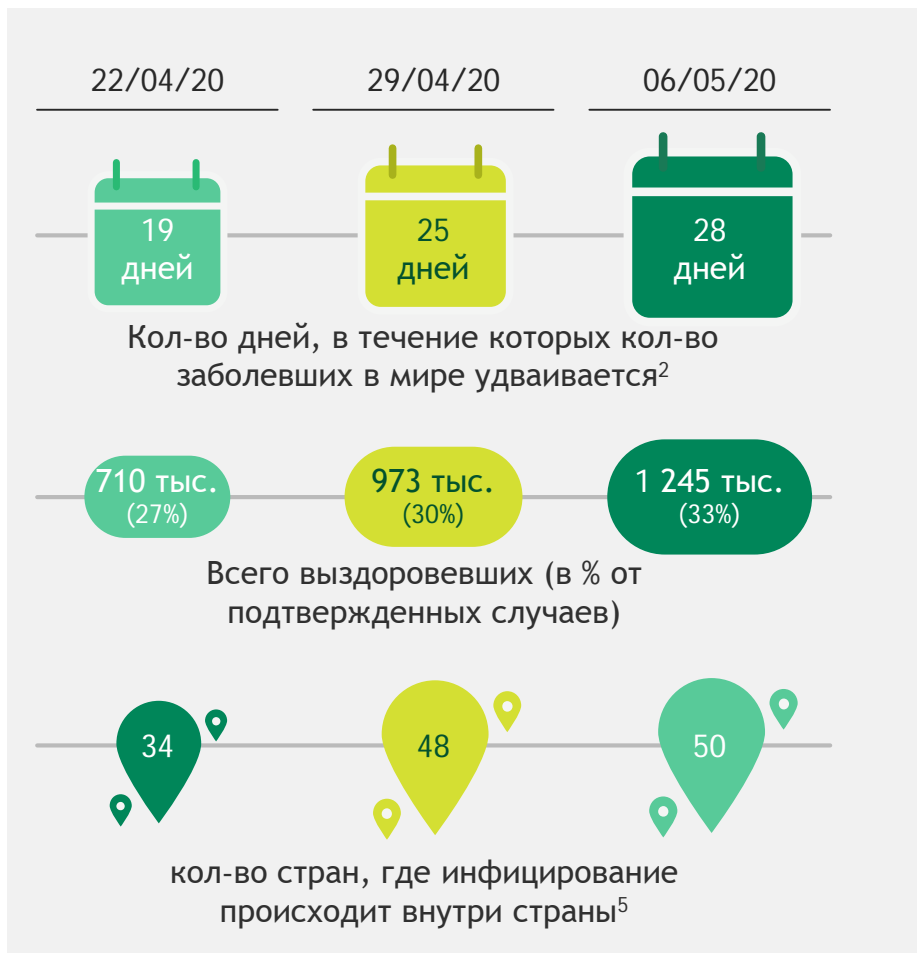 22/04/20 29/04/20 06/05/20
19 25 28
дней дней дней
Кол-во дней, в течение которых кол-во
заболевших в мире удваивается²
710 тыс. 973 тыс. 1 245 тыс.
(27%) (30%) (33%)
Всего выздоровевших (в % от
подтвержденных случаев)
34 48 50
кол-во стран, где инфицирование
происходит внутри страны⁵